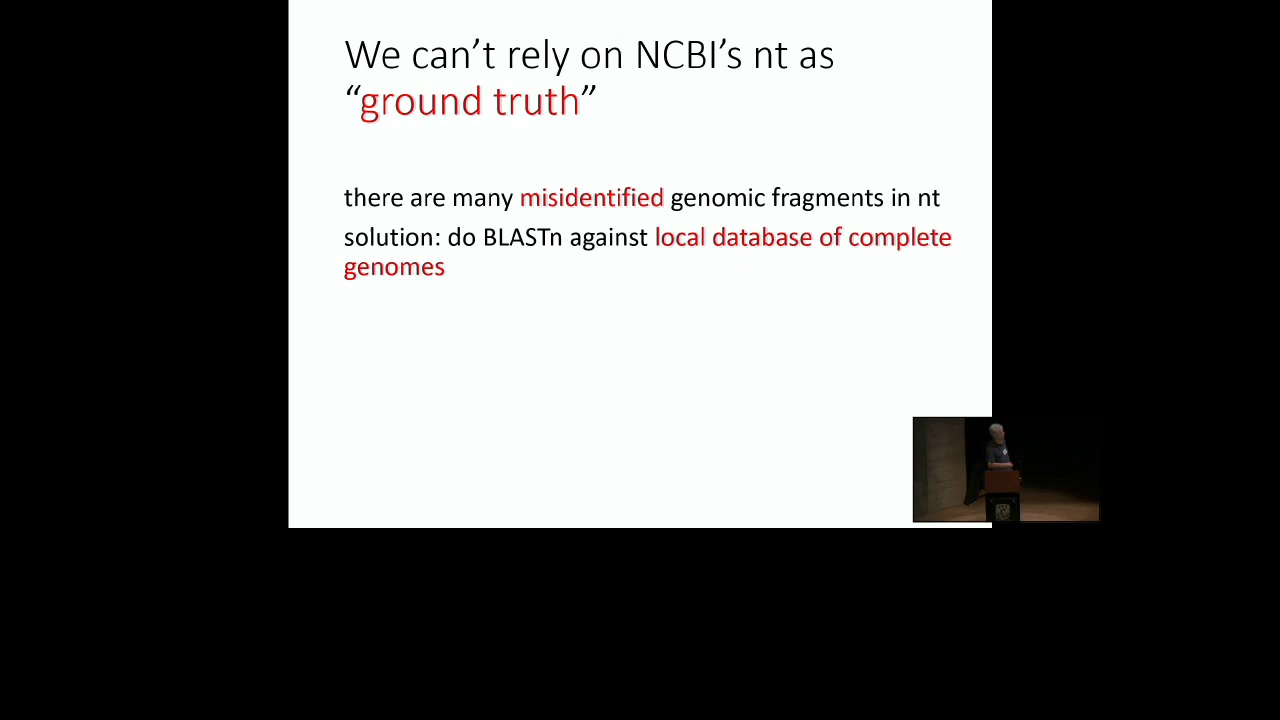 We can't rely on NCBI's nt as
“ground truth”
there are many misidentified genomic fragments in nt
solution: do BLASTn against local database of complete
genomes